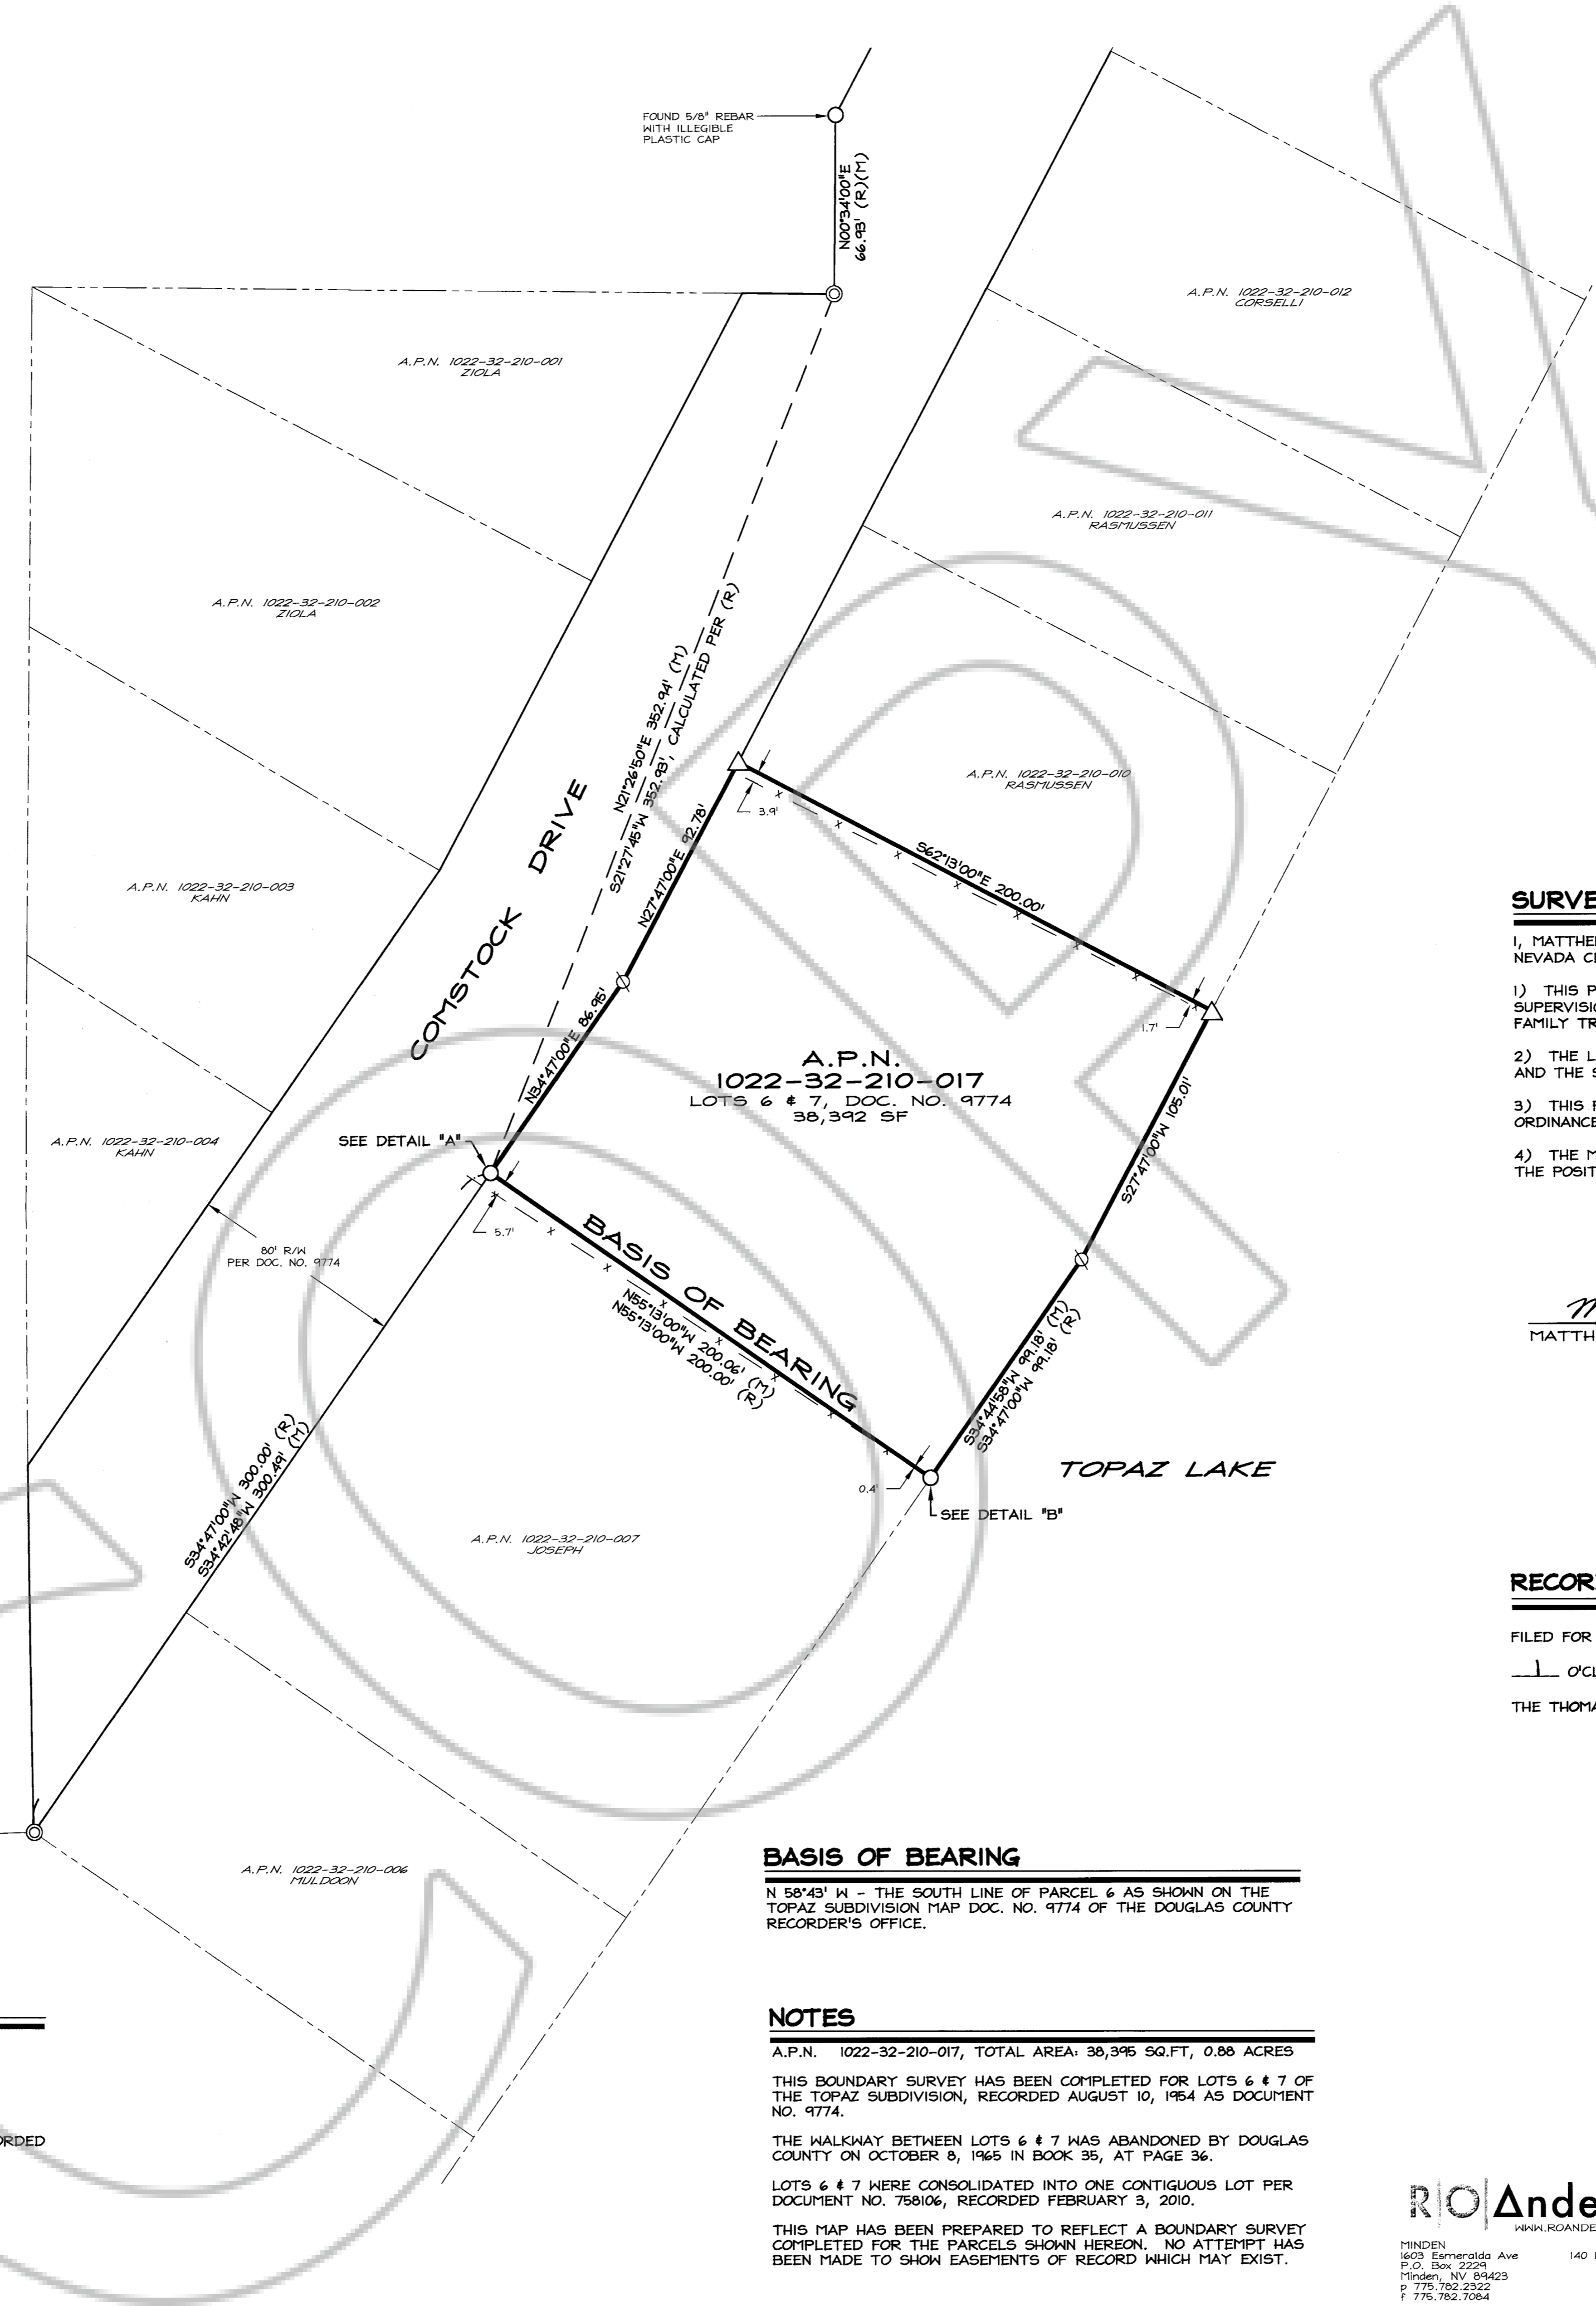 FOUND 5/8" REBAR
WITH ILLEGIBLE
PLASTIC CAP
N00°34'00"E
66.93' (R)(M)
A.P.N. 1022-32-210-012
CORSELLI
A.P.N. 1022-32-210-001
ZIOLA
A.P.N. 1022-32-210-011
RASMUSSEN
A.P.N. 1022-32-210-002
ZIOLA
N21°26'50"E 352.94' (M)
S21°27'45"W 352.93', CALCULATED PER (R)
A.P.N. 1022-32-210-010
RASMUSSEN
3.9'
COMSTOCK DRIVE
N27°47'00"E 92.78'
S62°13'00"E 200.00'
A.P.N. 1022-32-210-003
KAHN
N34°47'00"E 86.95'
1.7'
A.P.N.
1022-32-210-017
LOTS 6 & 7, DOC. NO. 9774
38,392 SF
S27°47'00"W 105.01'
A.P.N. 1022-32-210-004
KAHN
SEE DETAIL "A"
5.7'
80' R/W
PER DOC. NO. 9774
BASIS OF BEARING
N55°13'00"W 200.06' (M)
N55°13'00"W 200.00' (R)
S34°44'58"W 99.18' (M)
S34°47'00"W 99.18' (R)
TOPAZ LAKE
0.4'
SEE DETAIL "B"
S34°47'00"W 300.00' (R)
S34°42'48"W 300.49' (M)
A.P.N. 1022-32-210-007
JOSEPH
A.P.N. 1022-32-210-006
MULDOON
SURVE
I, MATTHE
NEVADA C
1) THIS P
SUPERVISI
FAMILY TR
2) THE L
AND THE S
3) THIS P
ORDINANCE
4) THE M
THE POSIT
MATTH
RECOR
FILED FOR
1 O'CL
THE THOMA
BASIS OF BEARING
N 58°43' W - THE SOUTH LINE OF PARCEL 6 AS SHOWN ON THE
TOPAZ SUBDIVISION MAP DOC. NO. 9774 OF THE DOUGLAS COUNTY
RECORDER'S OFFICE.
NOTES
A.P.N. 1022-32-210-017, TOTAL AREA: 38,395 SQ.FT, 0.88 ACRES
THIS BOUNDARY SURVEY HAS BEEN COMPLETED FOR LOTS 6 & 7 OF
THE TOPAZ SUBDIVISION, RECORDED AUGUST 10, 1954 AS DOCUMENT
NO. 9774.
THE WALKWAY BETWEEN LOTS 6 & 7 WAS ABANDONED BY DOUGLAS
COUNTY ON OCTOBER 8, 1965 IN BOOK 35, AT PAGE 36.
LOTS 6 & 7 WERE CONSOLIDATED INTO ONE CONTIGUOUS LOT PER
DOCUMENT NO. 758106, RECORDED FEBRUARY 3, 2010.
THIS MAP HAS BEEN PREPARED TO REFLECT A BOUNDARY SURVEY
COMPLETED FOR THE PARCELS SHOWN HEREON. NO ATTEMPT HAS
BEEN MADE TO SHOW EASEMENTS OF RECORD WHICH MAY EXIST.
ORDED
R|O|Ande
WWW.ROANDE
MINDEN
1603 Esmeralda Ave
P.O. Box 2229
Minden, NV 89423
p 775.782.2322
f 775.782.7084
140